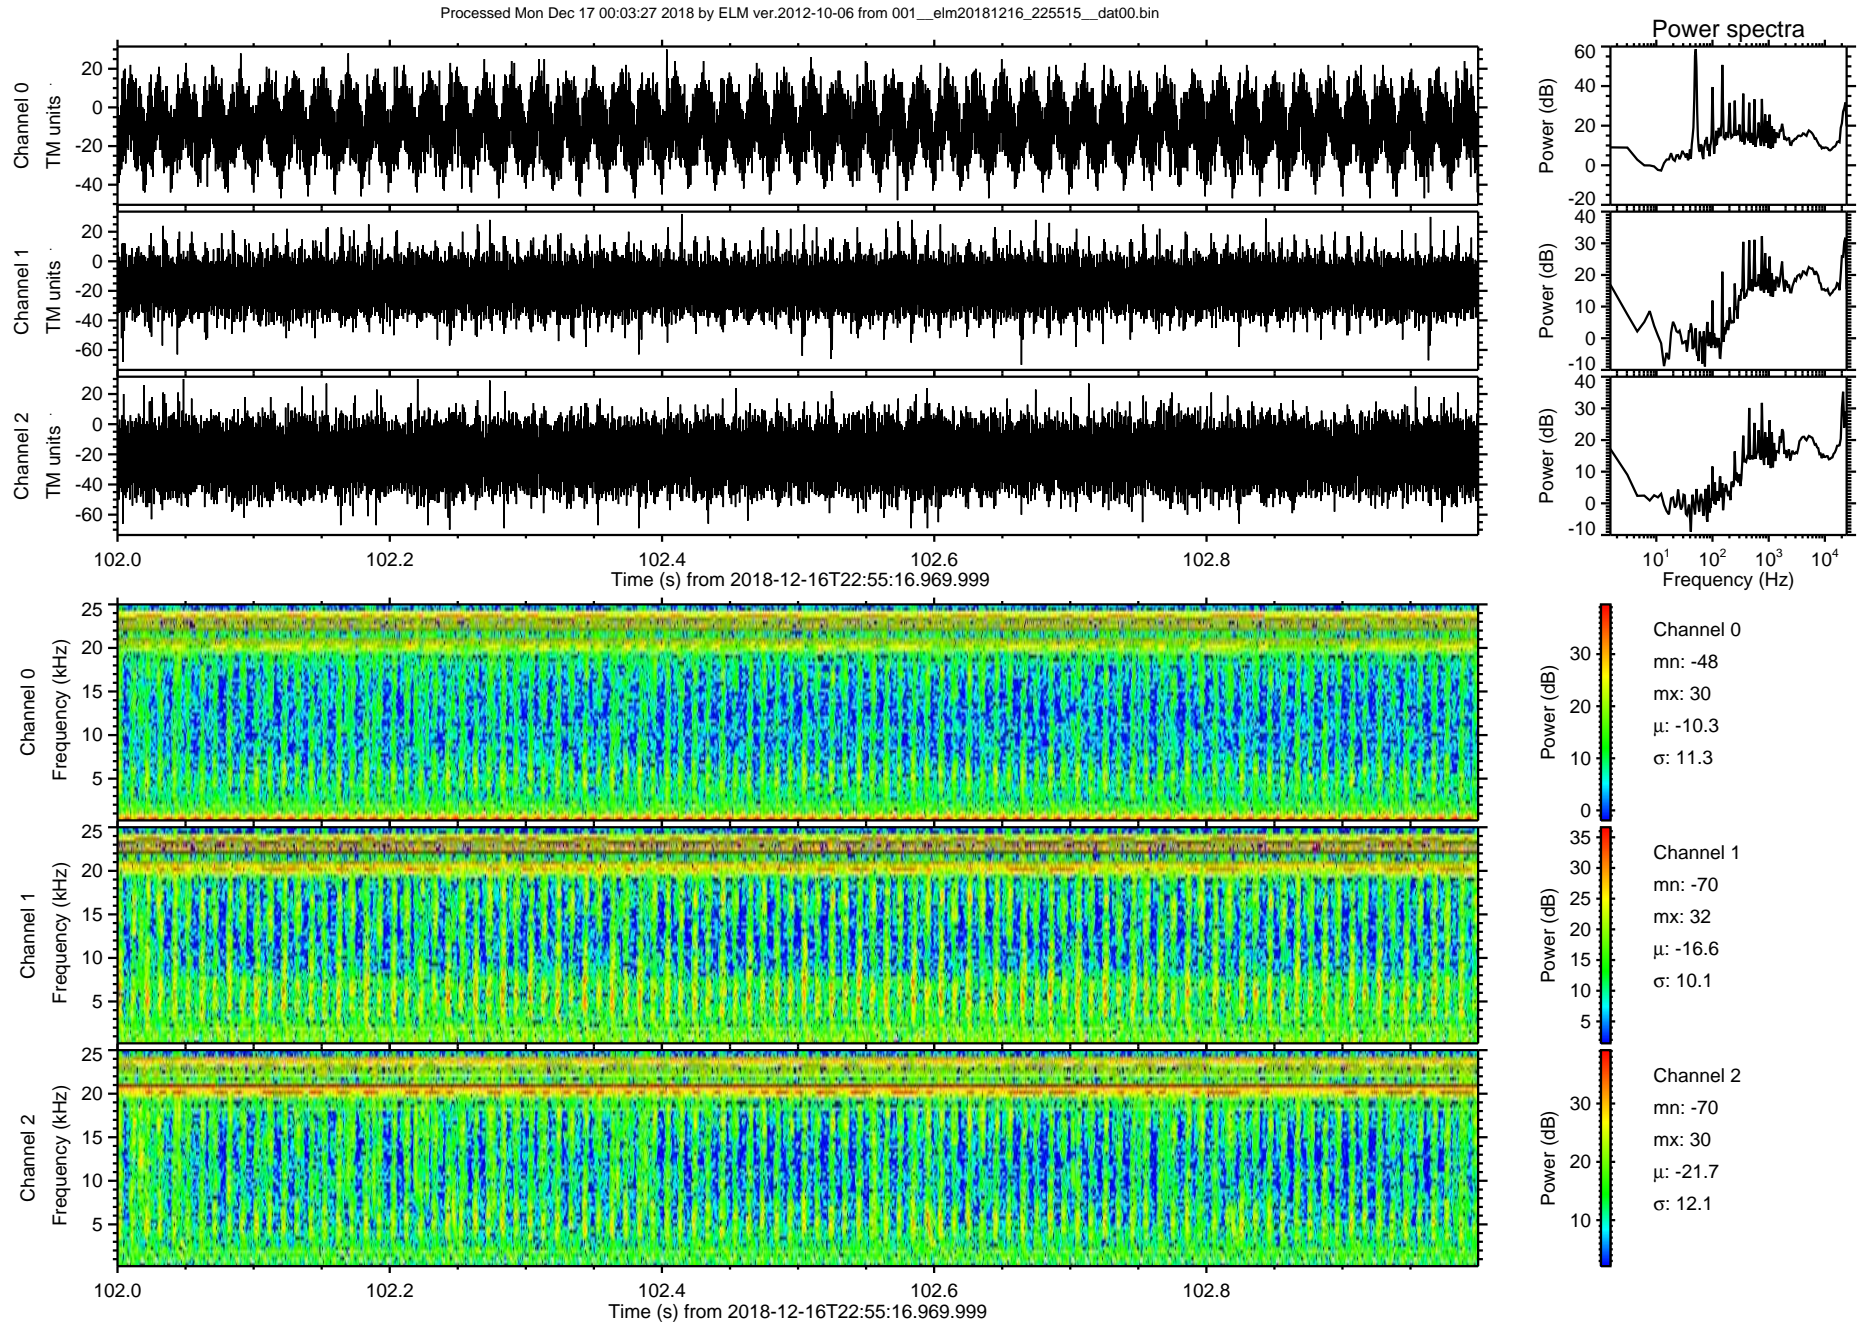 Processed Mon Dec 17 00:03:27 2018 by ELM ver.2012-10-06 from 001__elm20181216_225515__dat00.bin
Power spectra
Channel 0
TM units
20
0
-20
-40
Power (dB)
60
40
20
0
-20
Channel 1
TM units
20
0
-20
-40
-60
Power (dB)
40
30
20
10
0
-10
Channel 2
TM units
20
0
-20
-40
-60
Power (dB)
40
30
20
10
0
-10
102.0 102.2 102.4 102.6 102.8
Time (s) from 2018-12-16T22:55:16.969.999
10^1 10^2 10^3 10^4
Frequency (Hz)
Channel 0
Frequency (kHz)
25
20
15
10
5
Power (dB)
30
20
10
0
Channel 0
mn: -48
mx: 30
μ: -10.3
σ: 11.3
Channel 1
Frequency (kHz)
25
20
15
10
5
Power (dB)
35
30
25
20
15
10
5
Channel 1
mn: -70
mx: 32
μ: -16.6
σ: 10.1
Channel 2
Frequency (kHz)
25
20
15
10
5
Power (dB)
30
20
10
Channel 2
mn: -70
mx: 30
μ: -21.7
σ: 12.1
102.0 102.2 102.4 102.6 102.8
Time (s) from 2018-12-16T22:55:16.969.999